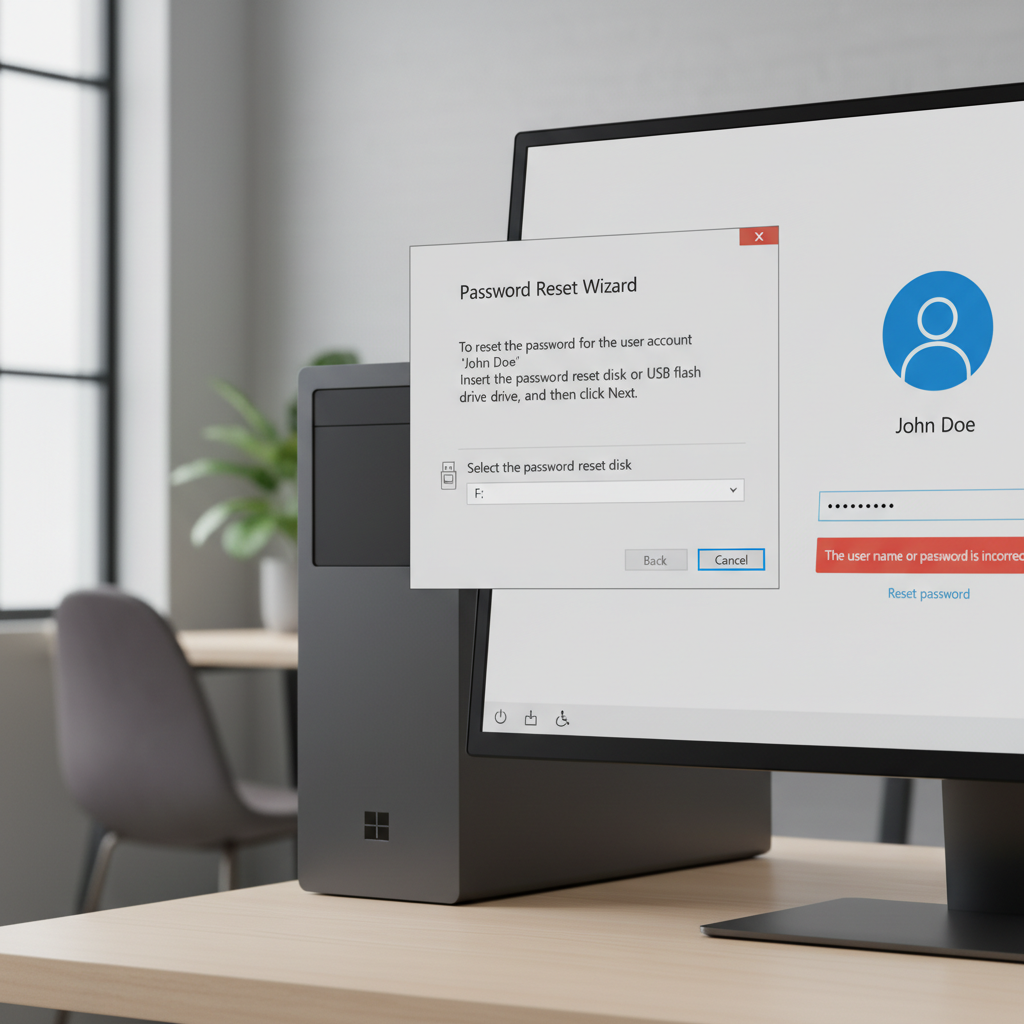 x
Password Reset Wizard
To reset the password for the user account
"John Doe"
Insert the password reset disk or USB flash
drive drive, and then click Next.
Select the password reset disk
F:
Back
Cancel
John Doe
The user name or password is incorrec
Reset password